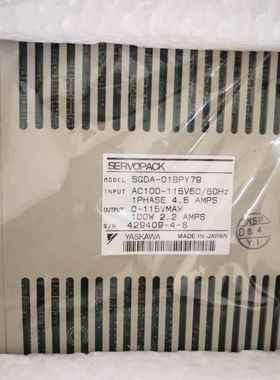 SERVOPACK
MODEL SGDA-01BPY79
INPUT AC100-115V50/60Hz
1PHASE 4.5 AMPS
OUTPUT 0-115VMAX
100W 2.2 AMPS
S/N 429409-4-8
YASKAWA MADE IN JAPAN